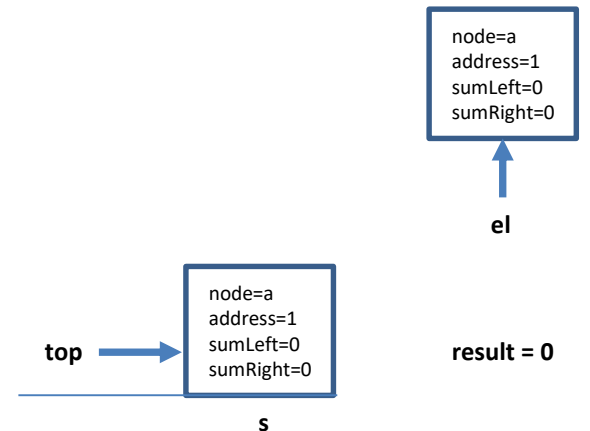 node=a
address=1
sumLeft=0
sumRight=0
el
node=a
address=1
sumLeft=0
sumRight=0
top
result = 0
s